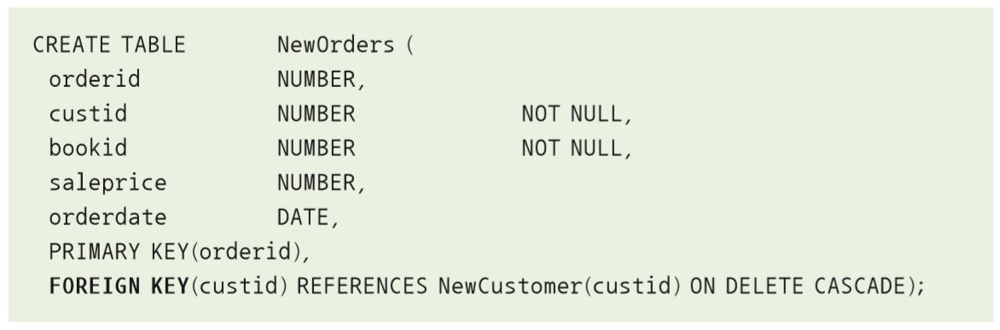 CREATE TABLE NewOrders (
orderid NUMBER,
custid NUMBER NOT NULL,
bookid NUMBER NOT NULL,
saleprice NUMBER,
orderdate DATE,
PRIMARY KEY(orderid),
FOREIGN KEY(custid) REFERENCES NewCustomer(custid) ON DELETE CASCADE);